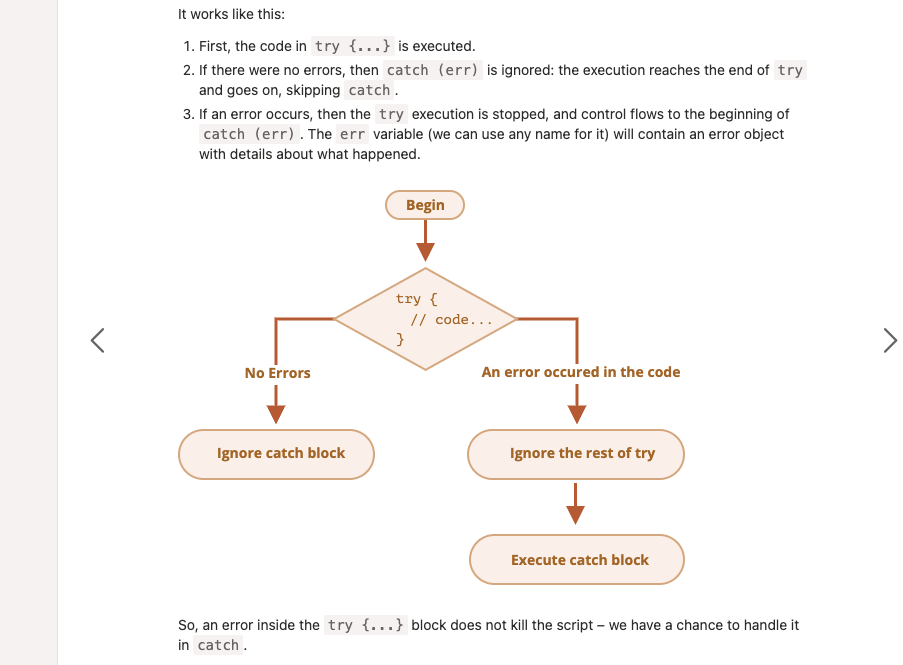 It works like this:
1. First, the code in try {...} is executed.
2. If there were no errors, then catch (err) is ignored: the execution reaches the end of try
and goes on, skipping catch.
3. If an error occurs, then the try execution is stopped, and control flows to the beginning of
catch (err). The err variable (we can use any name for it) will contain an error object
with details about what happened.
Begin
try {
// code...
}
No Errors
An error occured in the code
Ignore catch block
Ignore the rest of try
Execute catch block
So, an error inside the try {...} block does not kill the script – we have a chance to handle it
in catch.